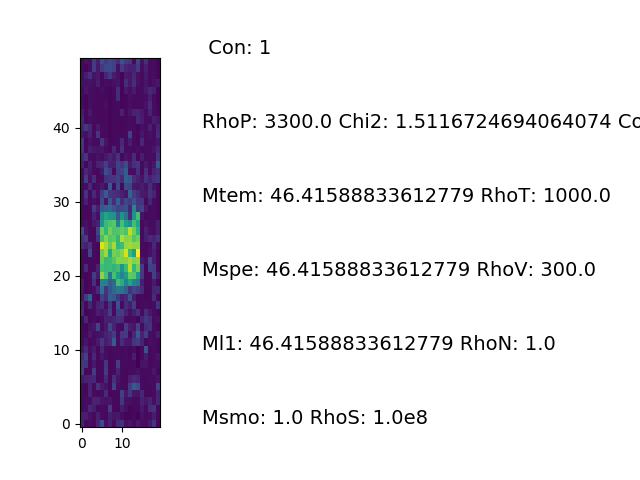 Con: 1
RhoP: 3300.0 Chi2: 1.5116724694064074 Co
Mtem: 46.41588833612779 RhoT: 1000.0
Mspe: 46.41588833612779 RhoV: 300.0
Ml1: 46.41588833612779 RhoN: 1.0
Msmo: 1.0 RhoS: 1.0e8
40
30
20
10
0
0 10